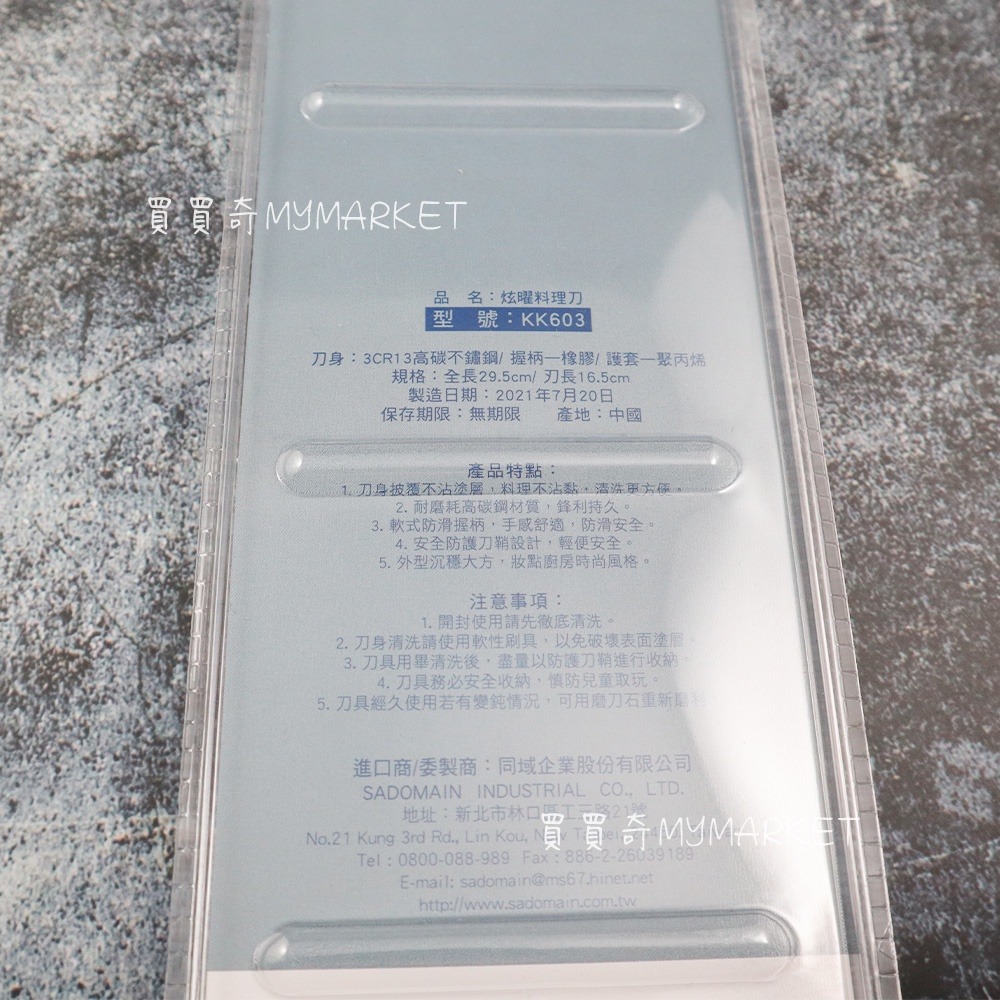 買買奇MYMARKET
品　名：炫曜料理刀
型　號：KK603
刀身：3CR13高碳不鏽鋼/ 握柄—橡膠/ 護套—聚丙烯
規格：全長29.5cm/ 刃長16.5cm
製造日期：2021年7月20日
保存期限：無期限　　產地：中國
產品特點：
1. 刀身披覆不沾塗層，料理不沾黏，清洗更方便。
2. 耐磨耗高碳鋼材質，鋒利持久。
3. 軟式防滑握柄，手感舒適，防滑安全。
4. 安全防護刀鞘設計，輕便安全。
5. 外型沉穩大方，妝點廚房時尚風格。
注意事項：
1. 開封使用請先徹底清洗。
2. 刀身清洗請使用軟性刷具，以免破壞表面塗層。
3. 刀具用畢清洗後，盡量以防護刀鞘進行收納。
4. 刀具務必安全收納，慎防兒童取玩。
5. 刀具經久使用若有變鈍情況，可用磨刀石重新磨
進口商/委製商：同域企業股份有限公司
SADOMAIN INDUSTRIAL CO., LTD.
地址：新北市林口區工三路21號
買買奇MYMARKET
No.21 Kung 3rd Rd., Lin Kou,
Tel：0800-088-989 Fax：886-2-26039189
E-mail: sadomain@ms67.hinet.net
http://www.sadomain.com.tw